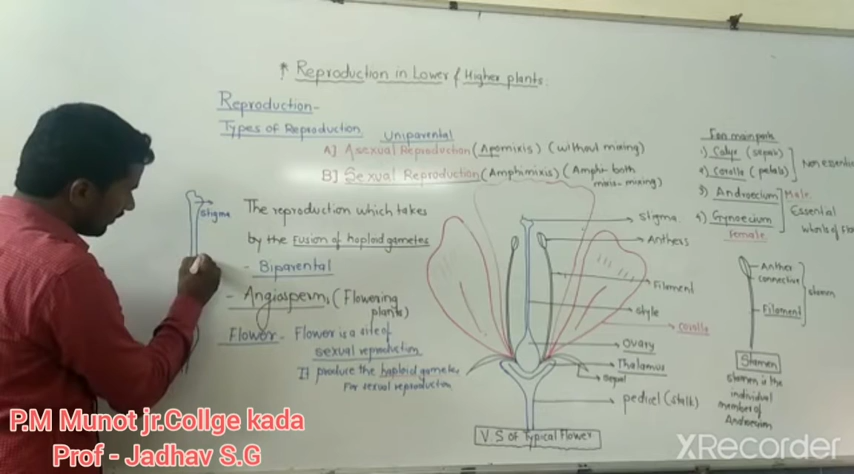 * Reproduction in Lower & Higher plants.
Reproduction-
Types of Reproduction
Uniparental
A] Asexual Reproduction (Apomixis) (without mixing)
B] Sexual Reproduction (Amphimixis) (Amphi-both
mixis-mixing)
The reproduction which takes
by the Fusion of haploid gametes
- Biparental
- Angiosperm, (Flowering
plants)
Flower - Flower is a site of
sexual reproduction
It produce the haploid gametes
For sexual reproduction
stigma
stigma
Anthers
Filament
style
corolla
ovary
Thalamus
sepal
pedicel (stalk)
V.S of Typical Flower
Four main parts
1) Calyx (sepals)
2) Corolla (petals)
Non essential
3) Androecium Male
4) Gynoecium
Female
Essential
whorls of
Anther
connective
Filament
stamen
Stamen
stamen is the
individual
member of
Androecium
P.M Munot jr.Collge kada
Prof - Jadhav S.G
XRecorder